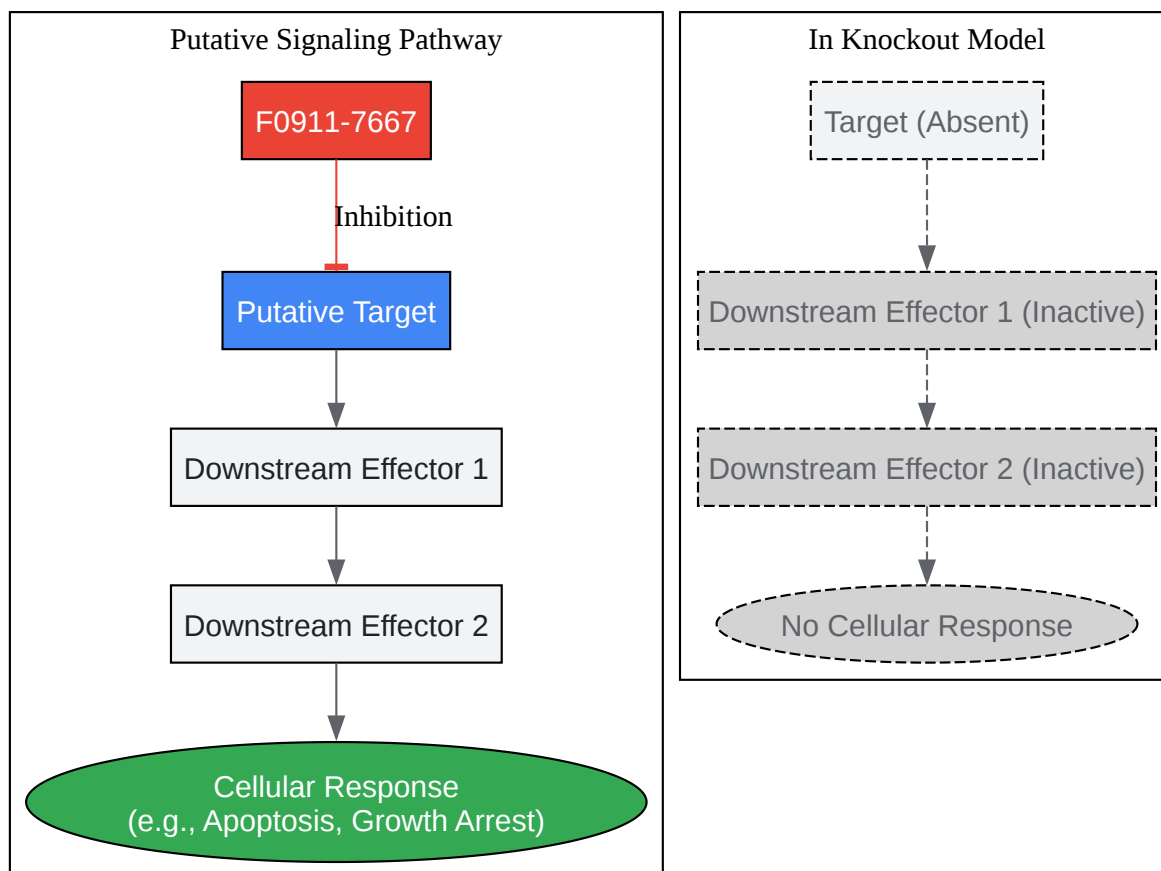 Putative Signaling Pathway
F0911-7667
Inhibition
Putative Target
Downstream Effector 1
Downstream Effector 2
Cellular Response
(e.g., Apoptosis, Growth Arrest)
In Knockout Model
Target (Absent)
Downstream Effector 1 (Inactive)
Downstream Effector 2 (Inactive)
No Cellular Response